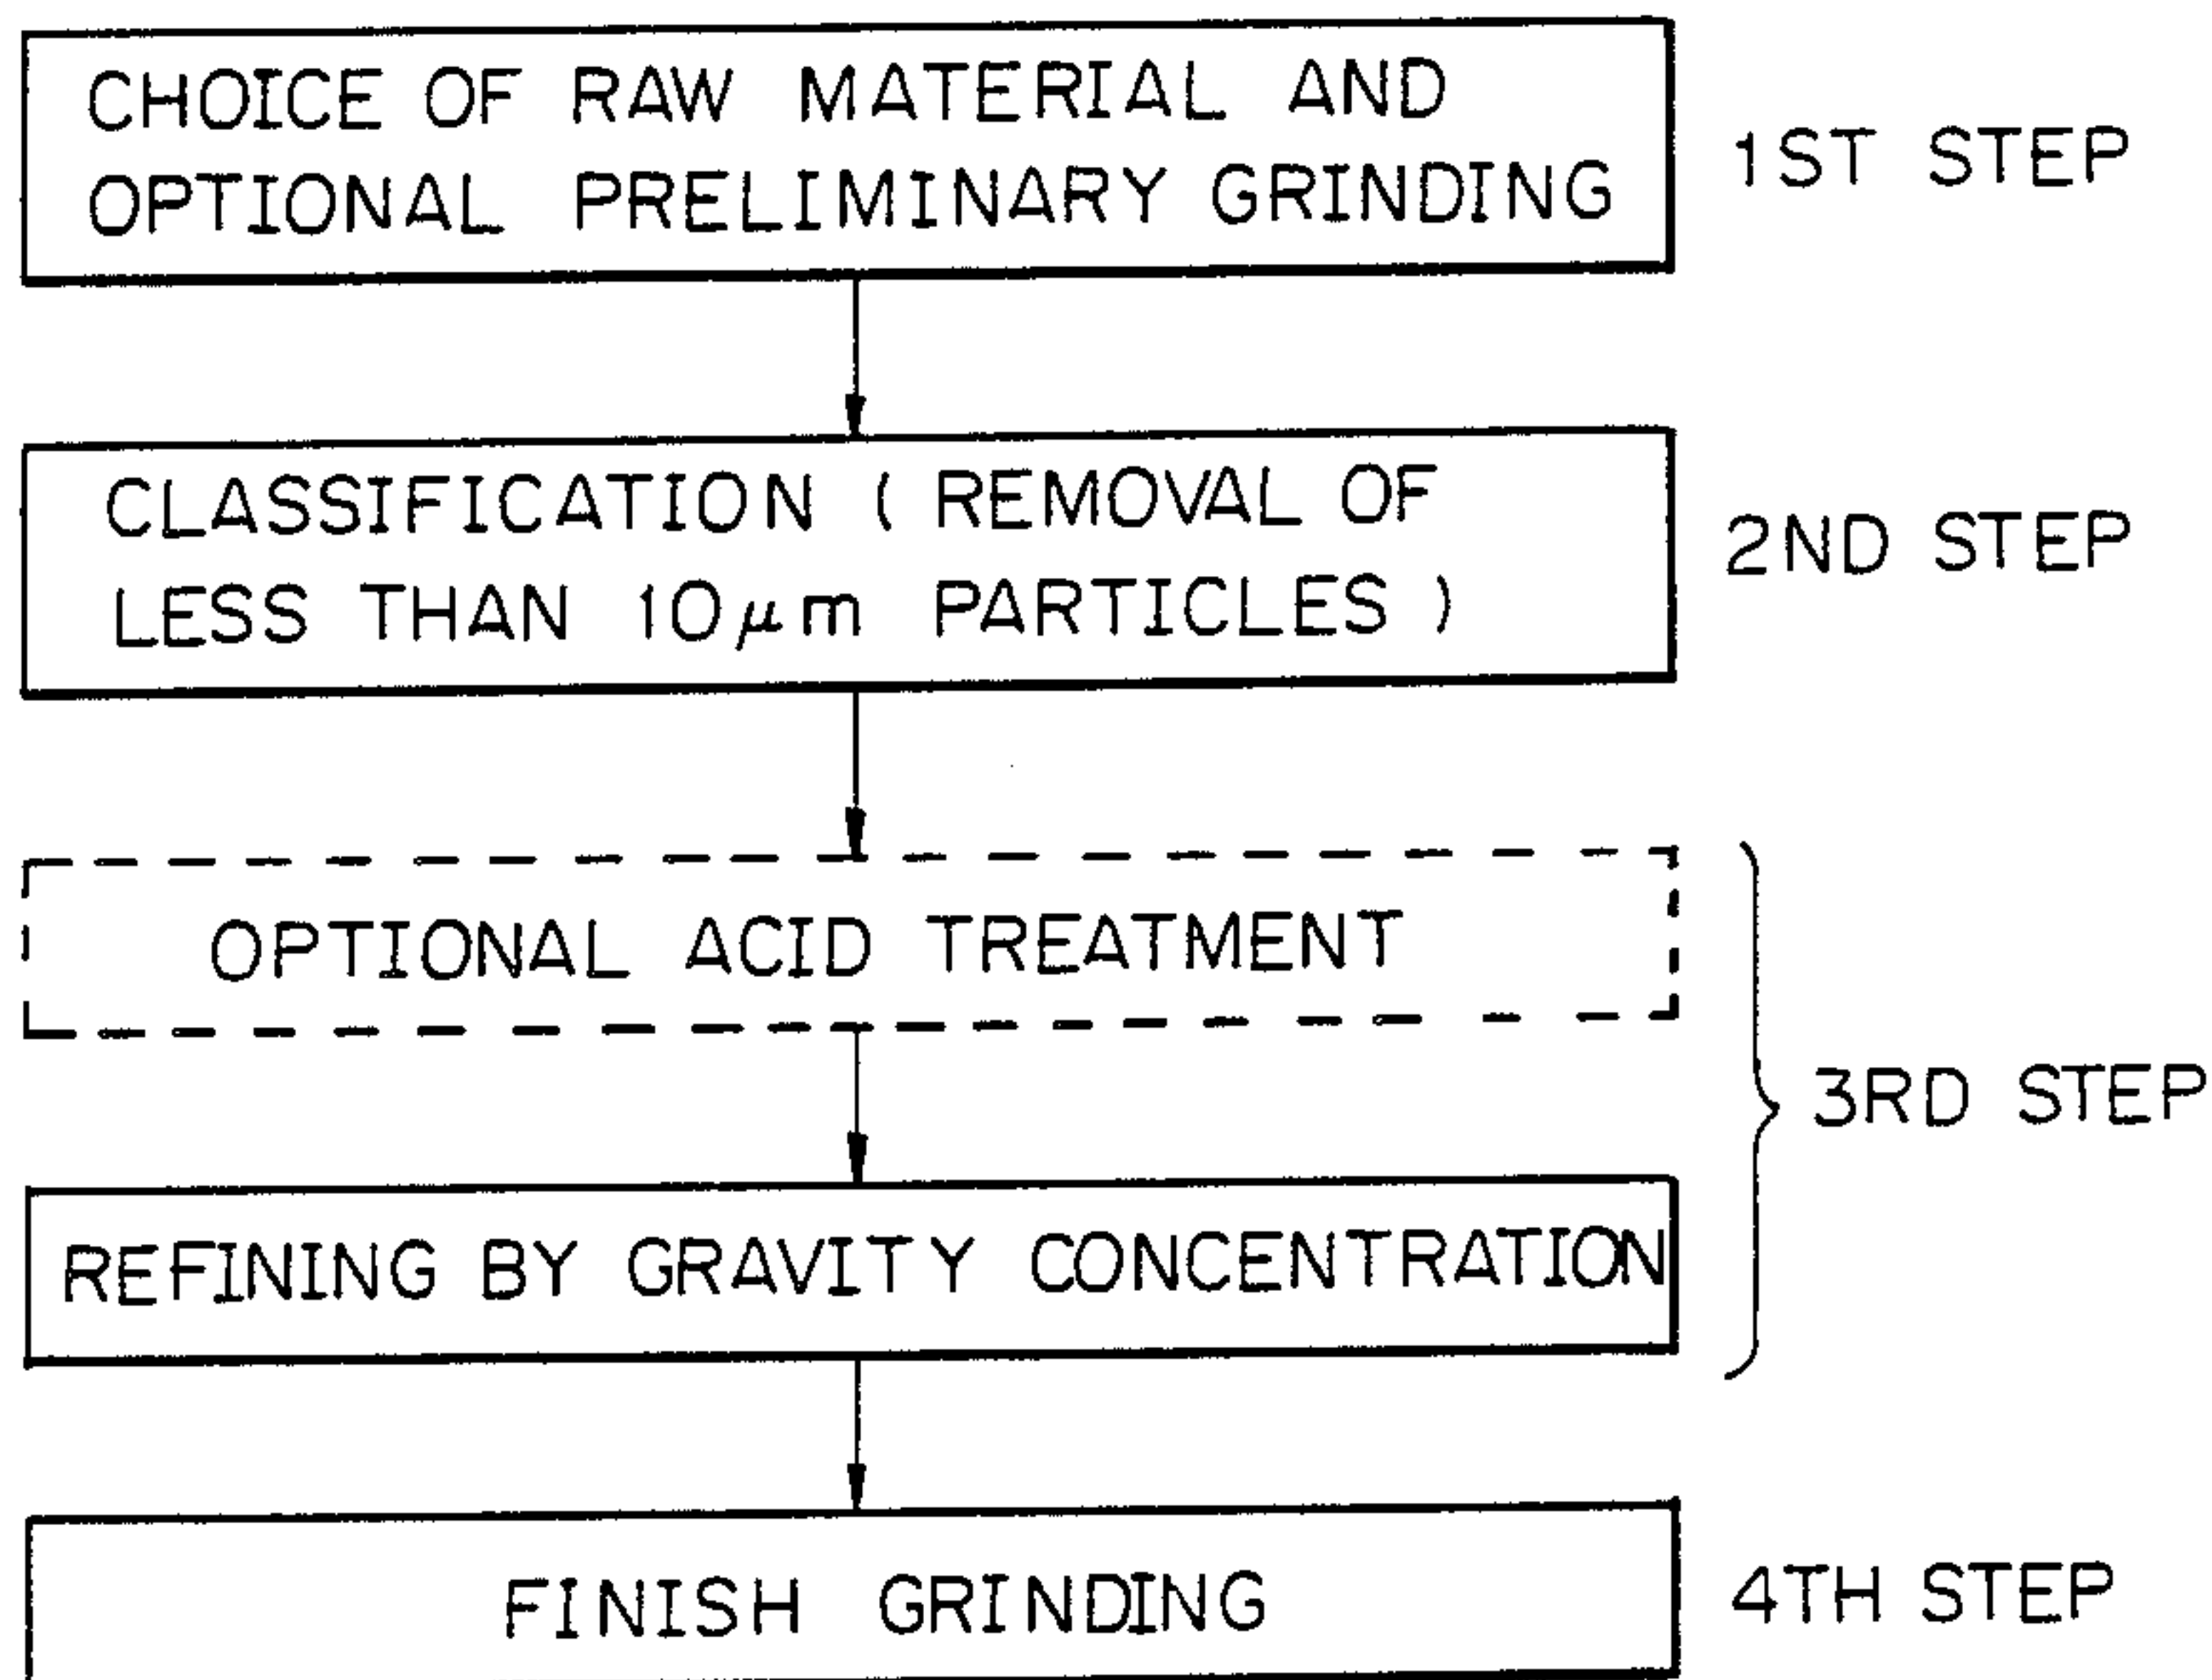 CHOICE OF RAW MATERIAL AND
OPTIONAL PRELIMINARY GRINDING
1ST STEP
CLASSIFICATION ( REMOVAL OF
LESS THAN 10μm PARTICLES )
2ND STEP
OPTIONAL ACID TREATMENT
3RD STEP
REFINING BY GRAVITY CONCENTRATION
FINISH GRINDING
4TH STEP